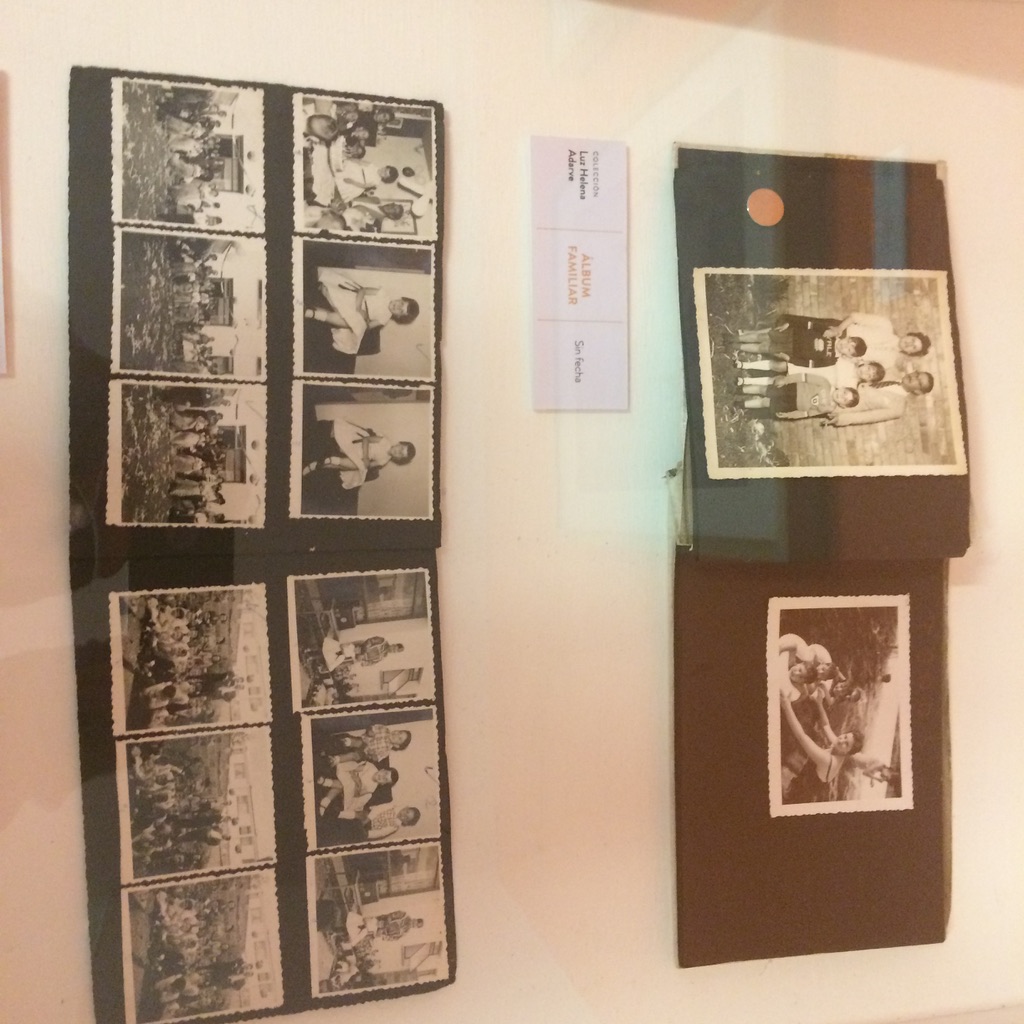 COLECCIÓN
Luz Helena
Adarve
ÁLBUM
FAMILIAR
Sin fecha